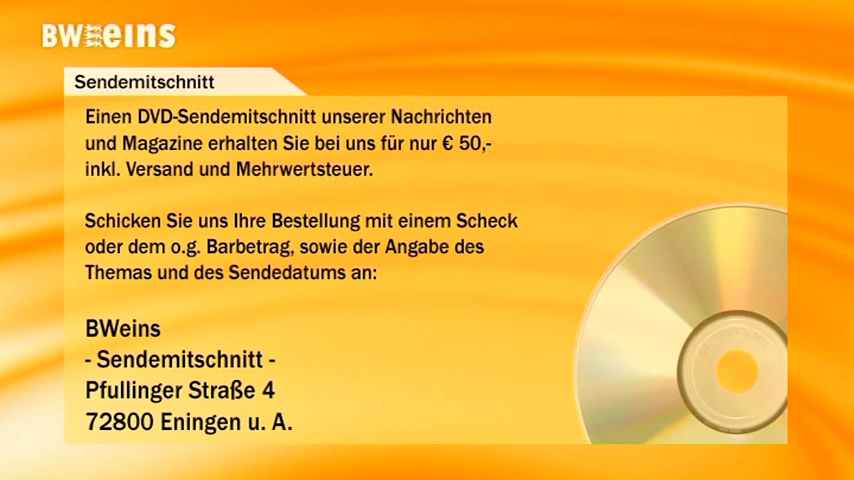 BW eins
Sendemitschnitt
Einen DVD-Sendemitschnitt unserer Nachrichten
und Magazine erhalten Sie bei uns für nur € 50,-
inkl. Versand und Mehrwertsteuer.
Schicken Sie uns Ihre Bestellung mit einem Scheck
oder dem o.g. Barbetrag, sowie der Angabe des
Themas und des Sendedatums an:
BWeins
- Sendemitschnitt -
Pfullinger Straße 4
72800 Eningen u. A.